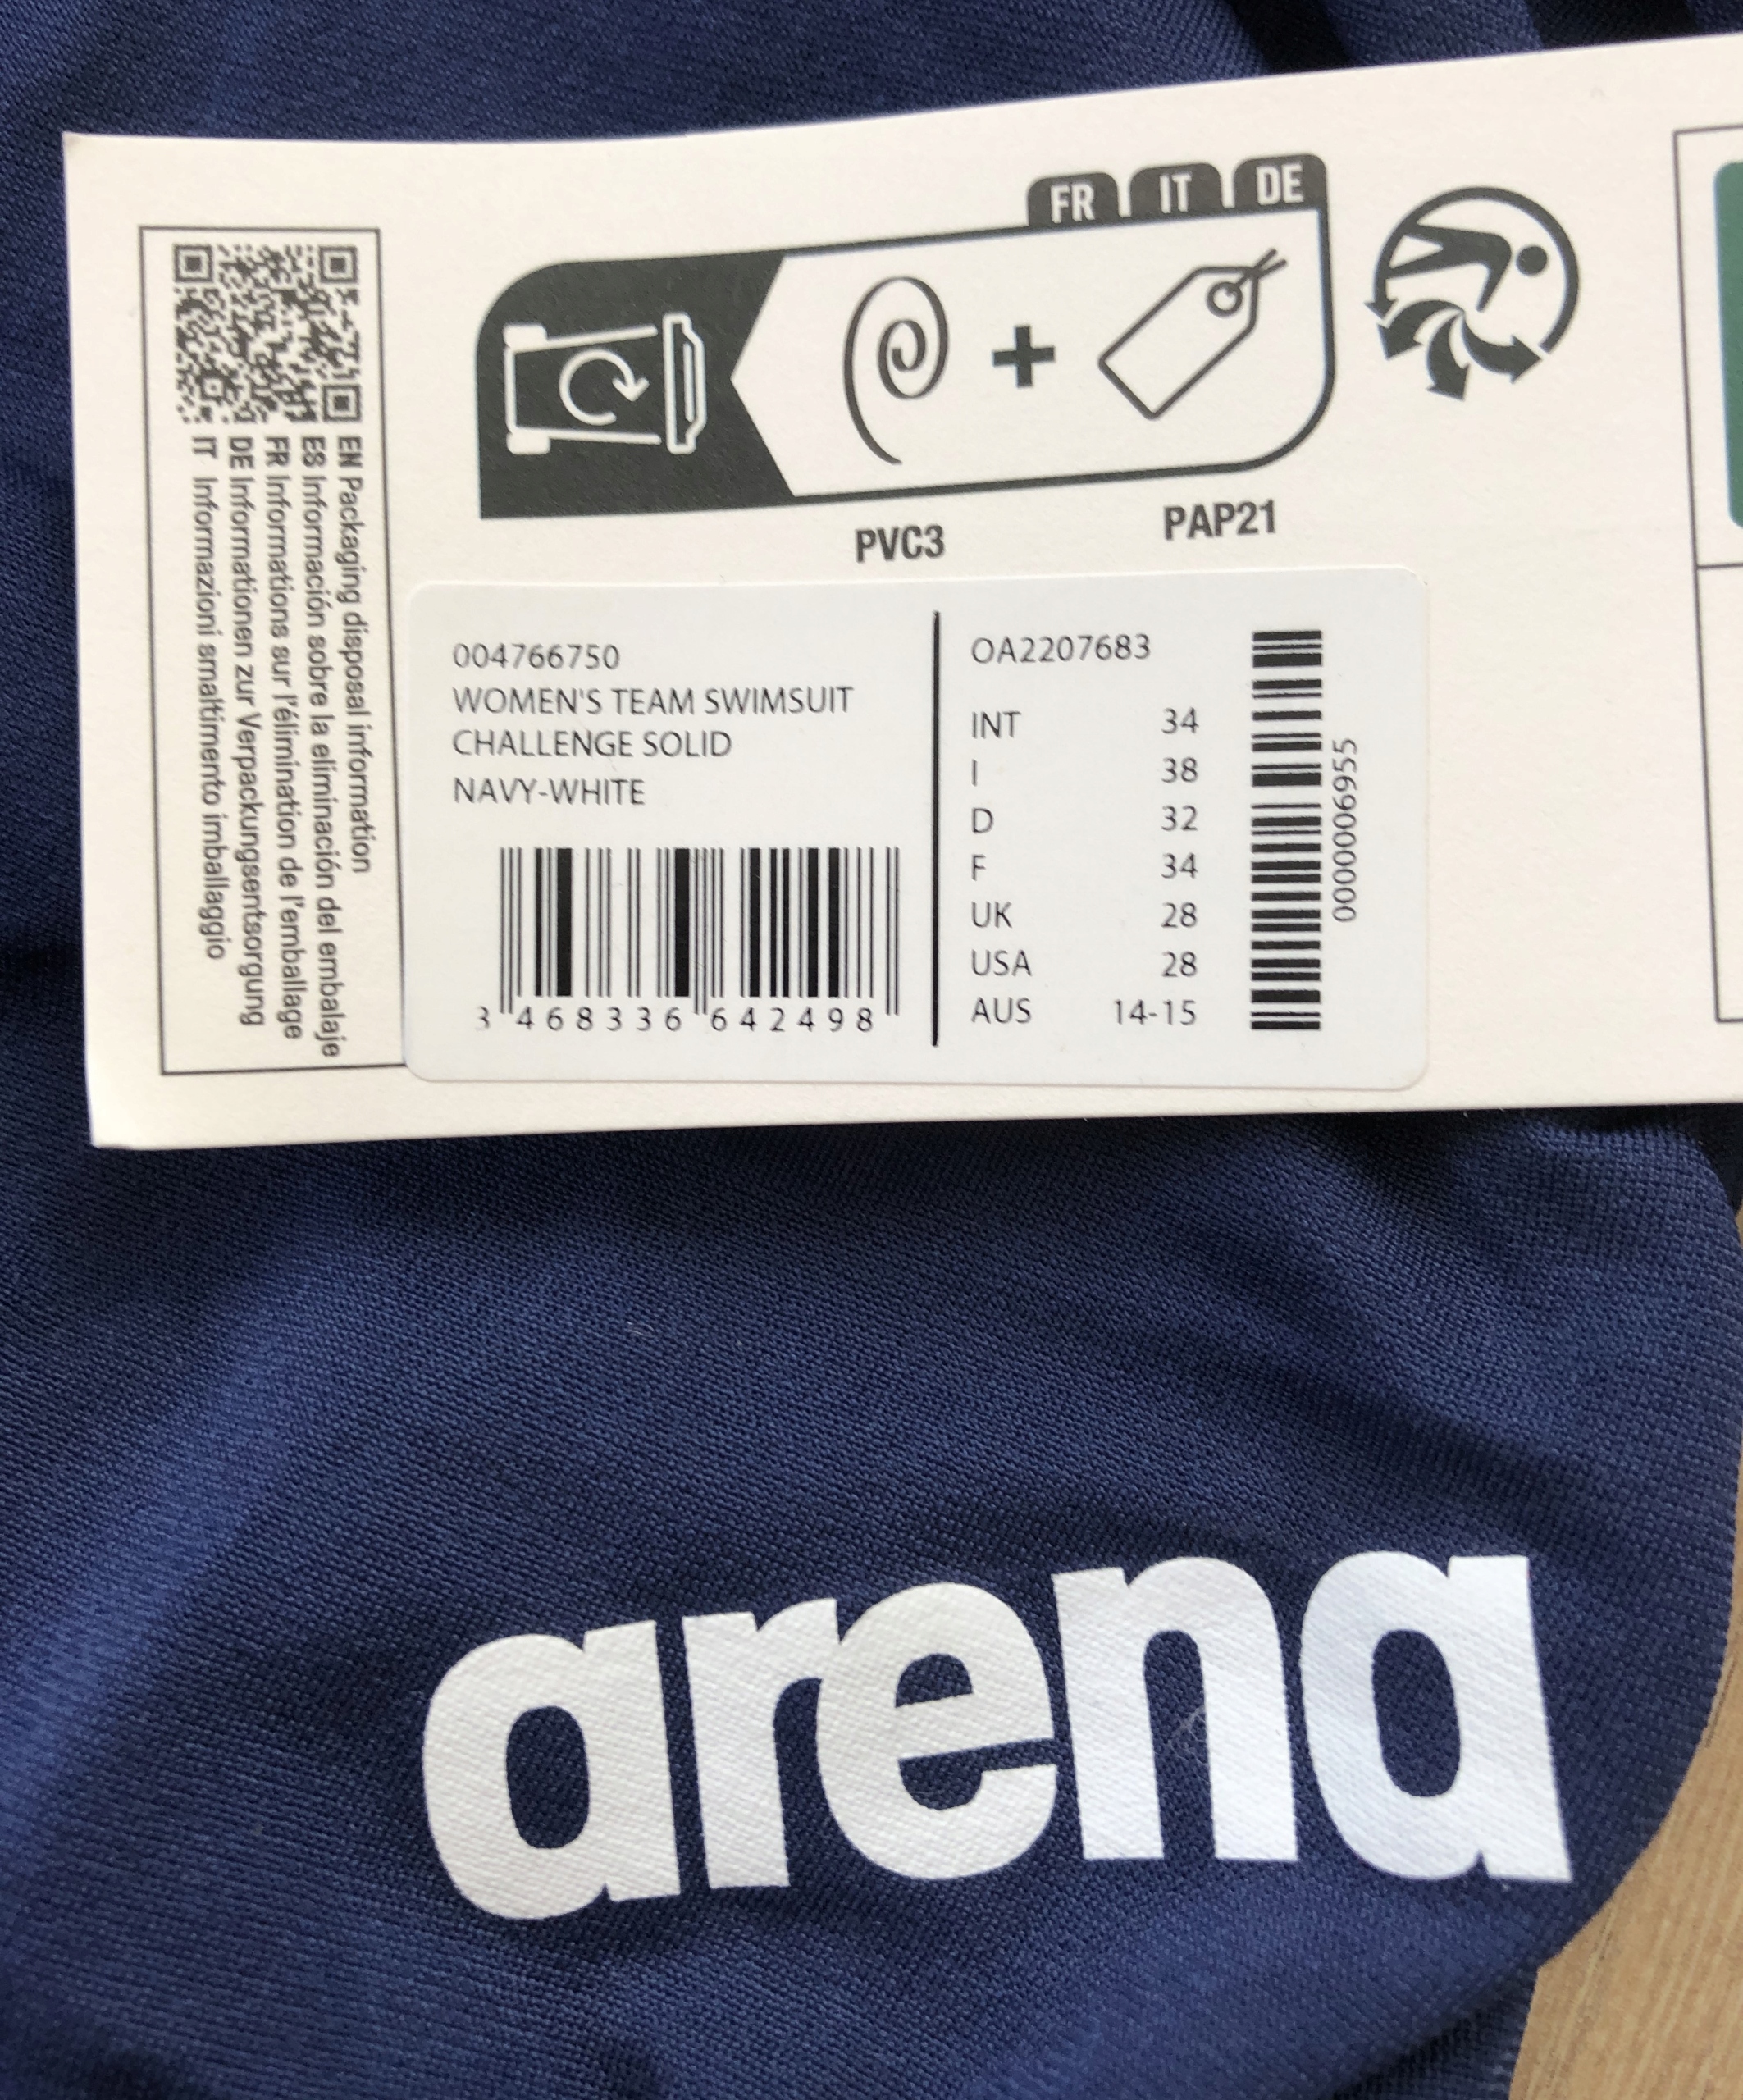 FR IT DE
PVC3
PAP21
EN Packaging disposal information
ES Información sobre la eliminación del embalaje
FR Informations sur l'élimination de l'emballage
DE Informationen zur Verpackungsentsorgung
IT Informazioni smaltimento imballaggio
004766750
WOMEN'S TEAM SWIMSUIT
CHALLENGE SOLID
NAVY-WHITE
3 468336 642498
OA2207683
INT 34
I 38
D 32
F 34
UK 28
USA 28
AUS 14-15
0000006955
arena